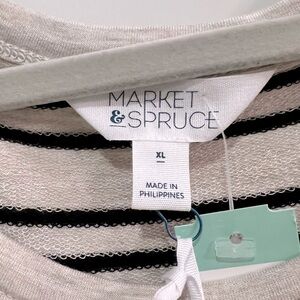 MARKET
&SPRUCE
XL
MADE IN
PHILIPPINES